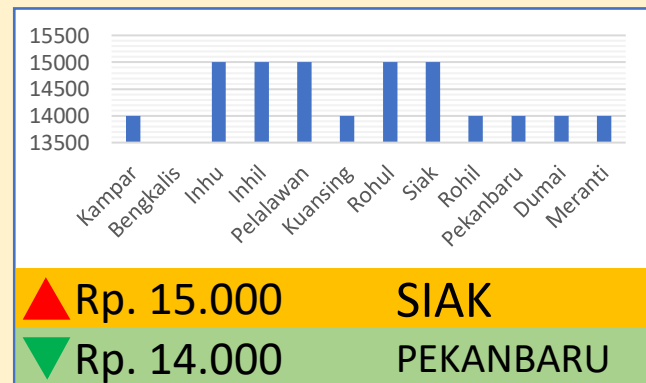 15500
15000
14500
14000
13500
Kampar
Bengkalis
Inhu
Inhil
Pelalawan
Kuansing
Rohul
Siak
Rohil
Pekanbaru
Dumai
Meranti
Rp. 15.000 SIAK
Rp. 14.000 PEKANBARU